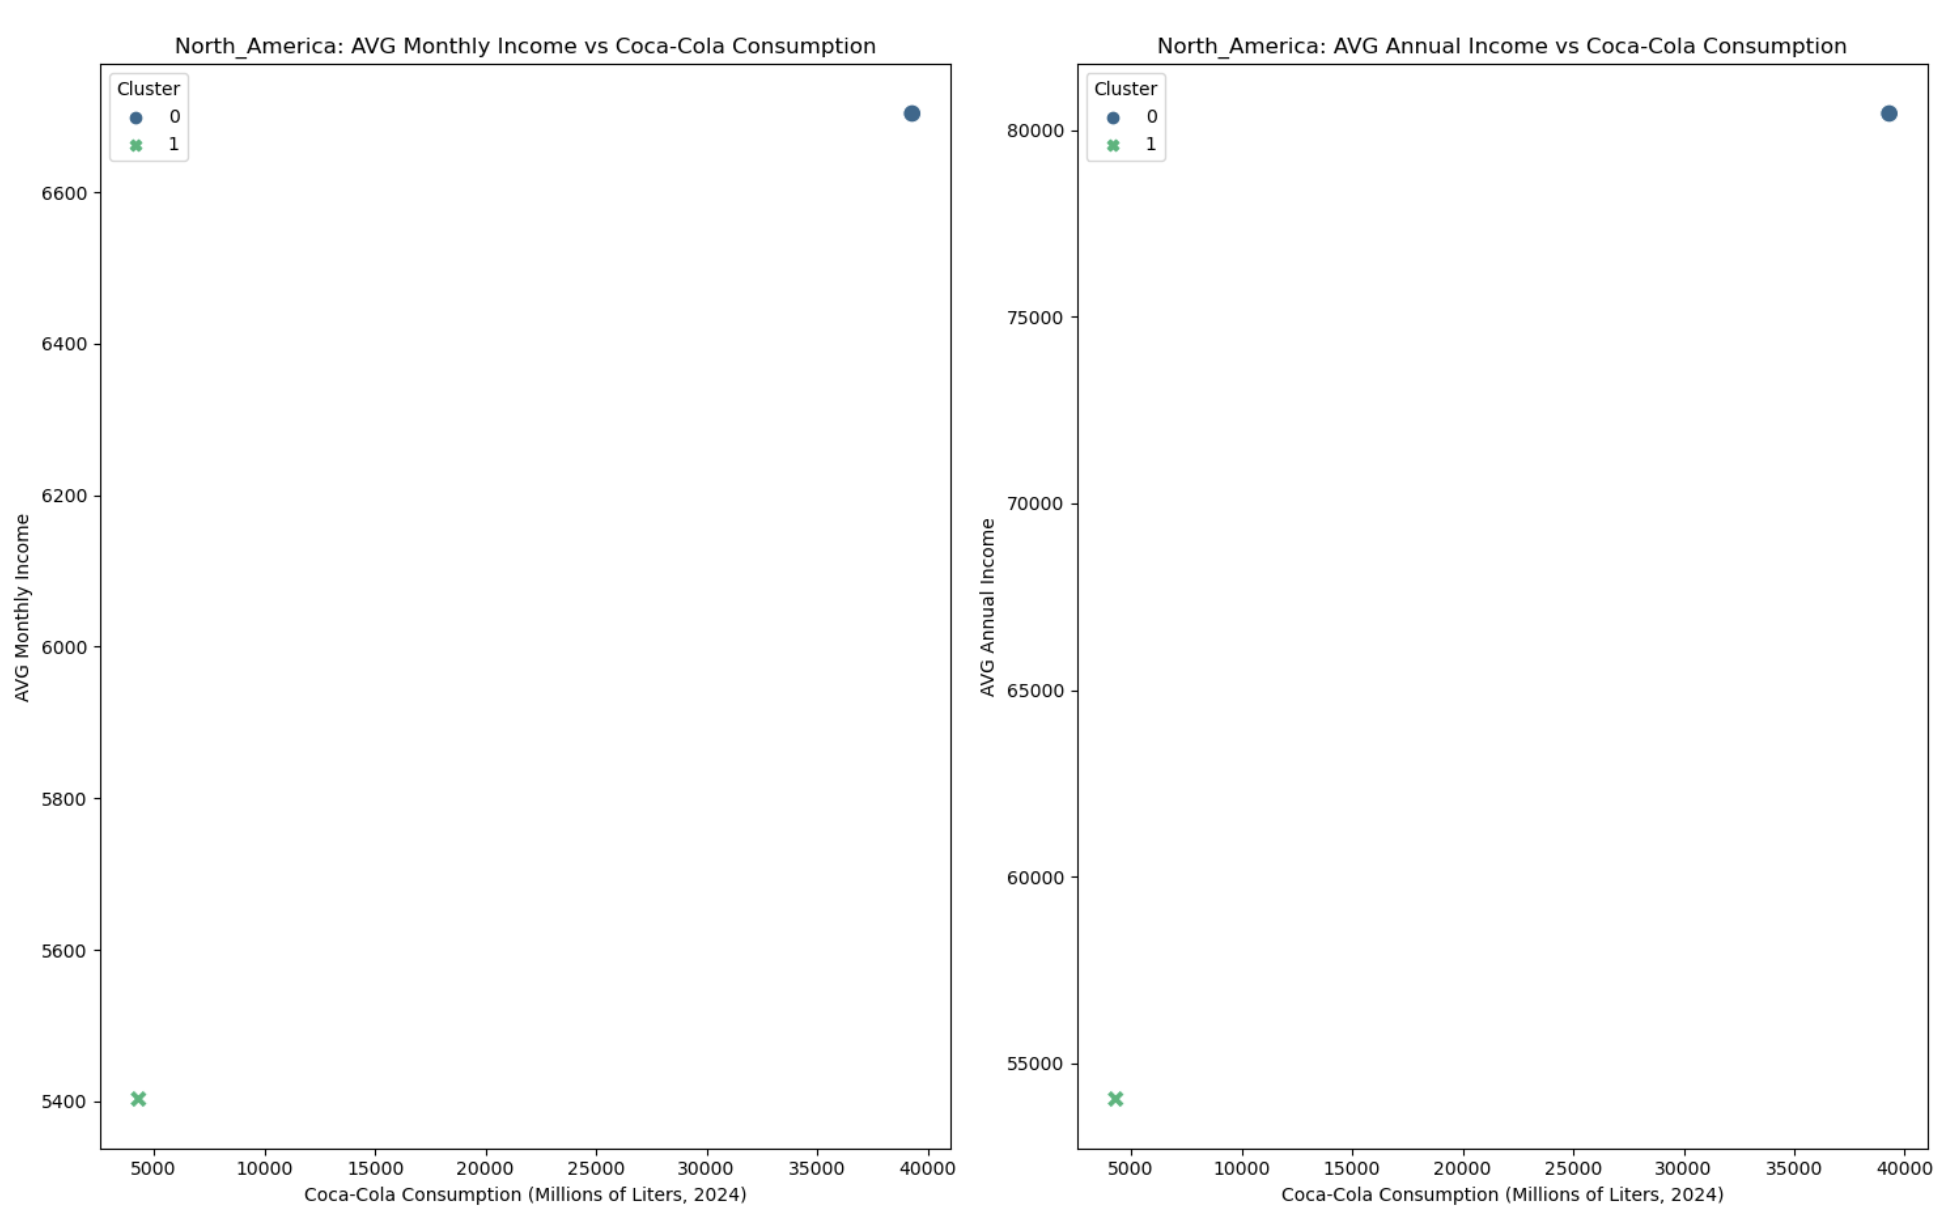 North_America: AVG Monthly Income vs Coca-Cola Consumption
Cluster
0
1
6600
6400
6200
6000
5800
5600
5400
AVG Monthly Income
5000 10000 15000 20000 25000 30000 35000 40000
Coca-Cola Consumption (Millions of Liters, 2024)
North_America: AVG Annual Income vs Coca-Cola Consumption
Cluster
0
1
80000
75000
70000
65000
60000
55000
AVG Annual Income
5000 10000 15000 20000 25000 30000 35000 40000
Coca-Cola Consumption (Millions of Liters, 2024)